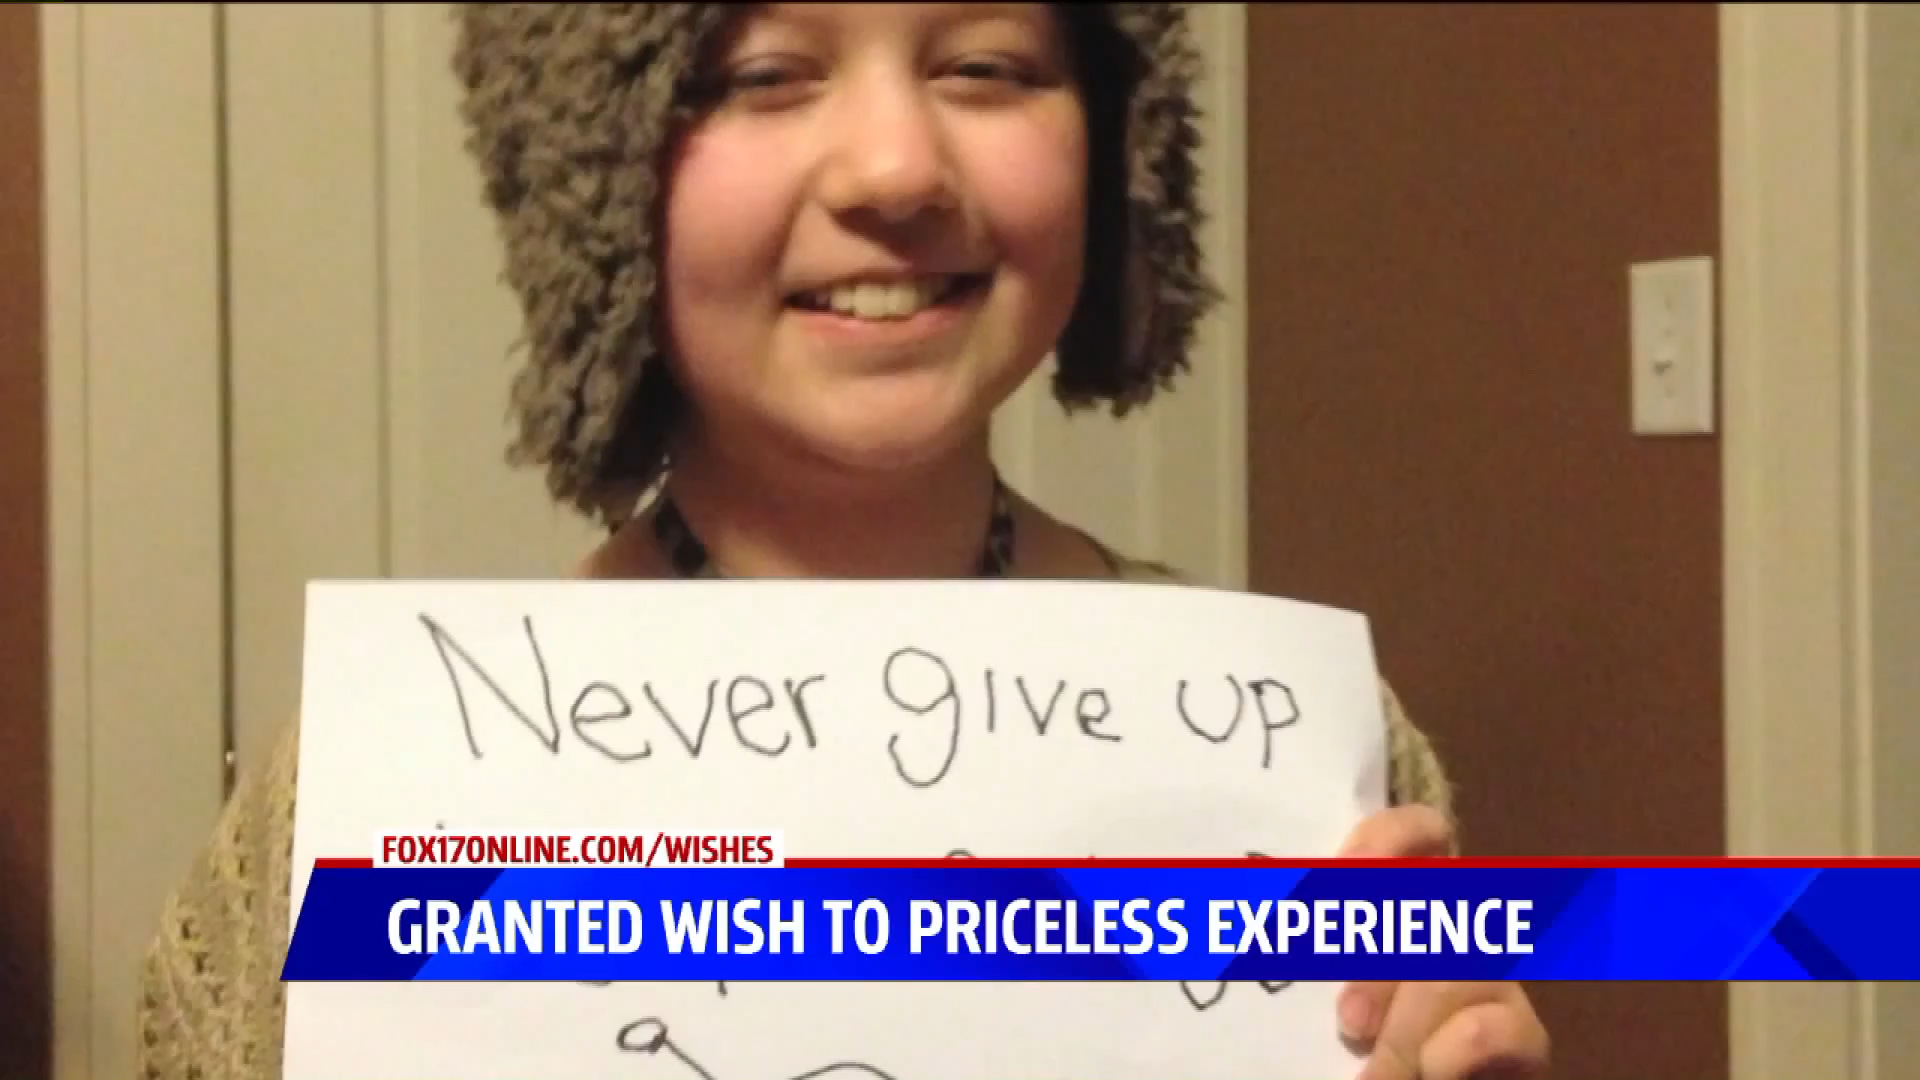 Never give up
FOX17ONLINE.COM/WISHES
GRANTED WISH TO PRICELESS EXPERIENCE